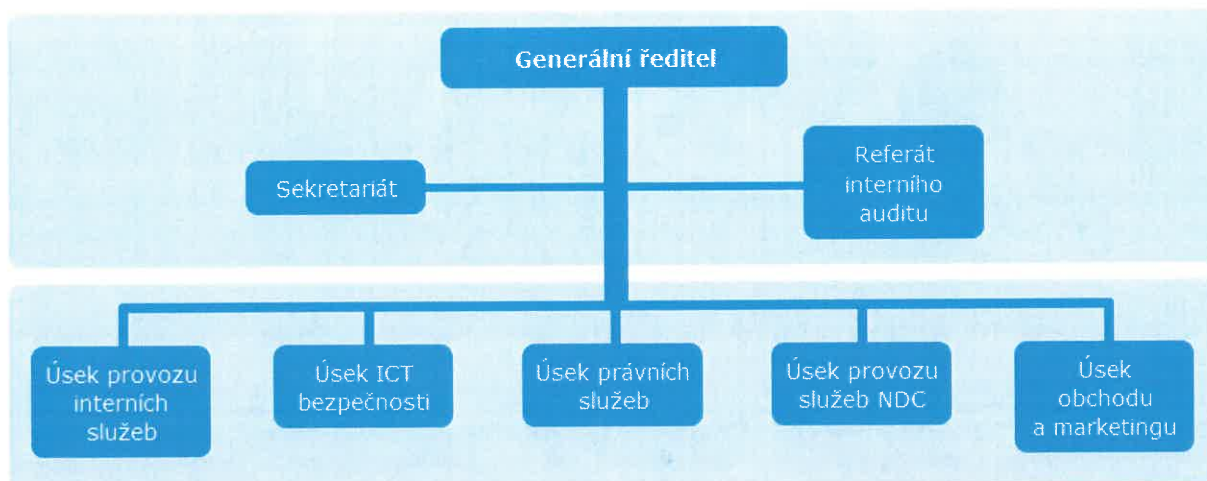 Generální ředitel
Sekretariát
Referát
interního
auditu
Úsek provozu
interních
služeb
Úsek ICT
bezpečnosti
Úsek právních
služeb
Úsek provozu
služeb NDC
Úsek
obchodu
a marketingu